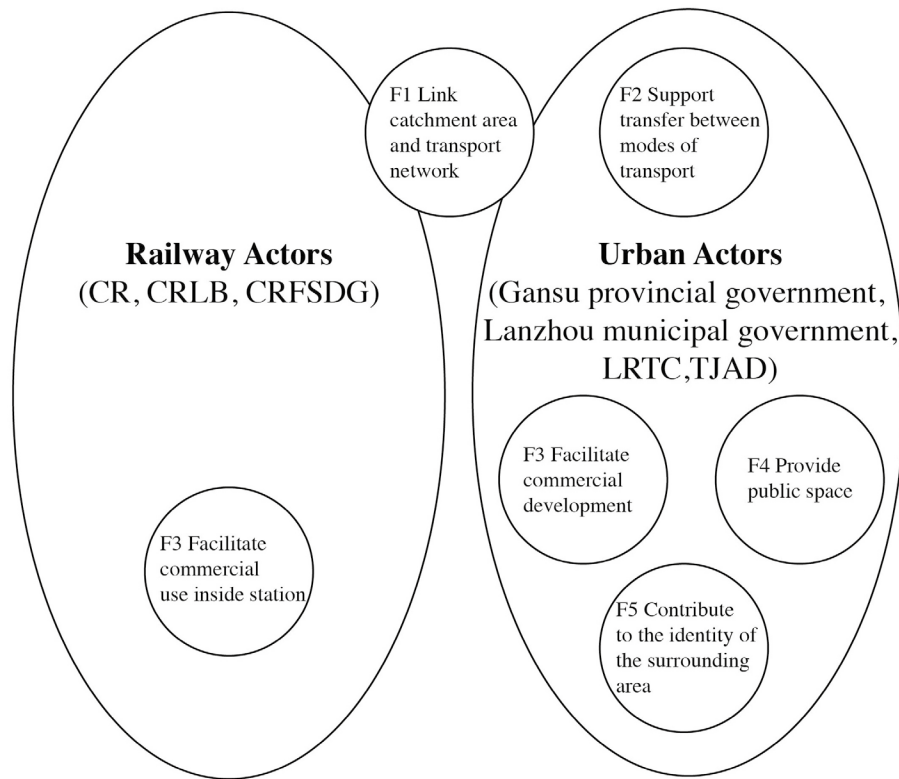 F1 Link
catchment area
and transport
network
F2 Support
transfer between
modes of
transport
Railway Actors
(CR, CRLB, CRFSDG)
Urban Actors
(Gansu provincial government,
Lanzhou municipal government,
LRTC,TJAD)
F3 Facilitate
commercial
development
F4 Provide
public space
F3 Facilitate
commercial
use inside station
F5 Contribute
to the identity of
the surrounding
area